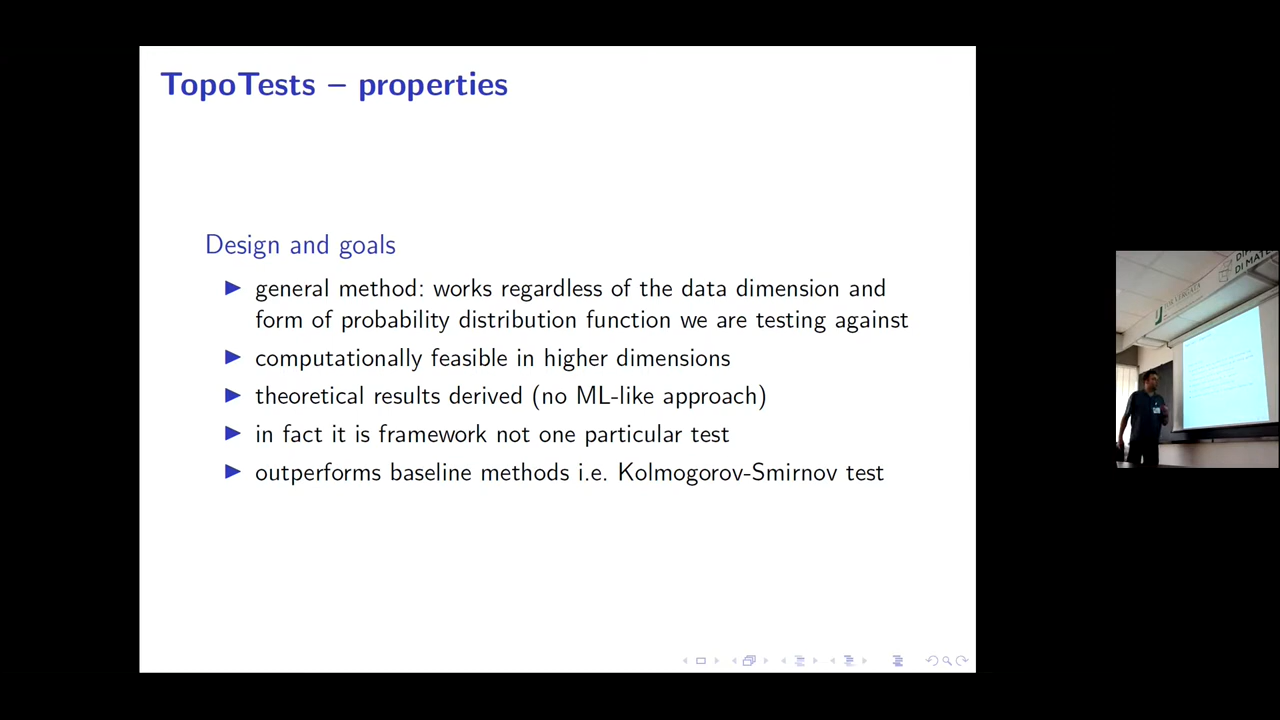 TopoTests – properties
Design and goals
general method: works regardless of the data dimension and
form of probability distribution function we are testing against
computationally feasible in higher dimensions
theoretical results derived (no ML-like approach)
in fact it is framework not one particular test
outperforms baseline methods i.e. Kolmogorov-Smirnov test
DI MATE